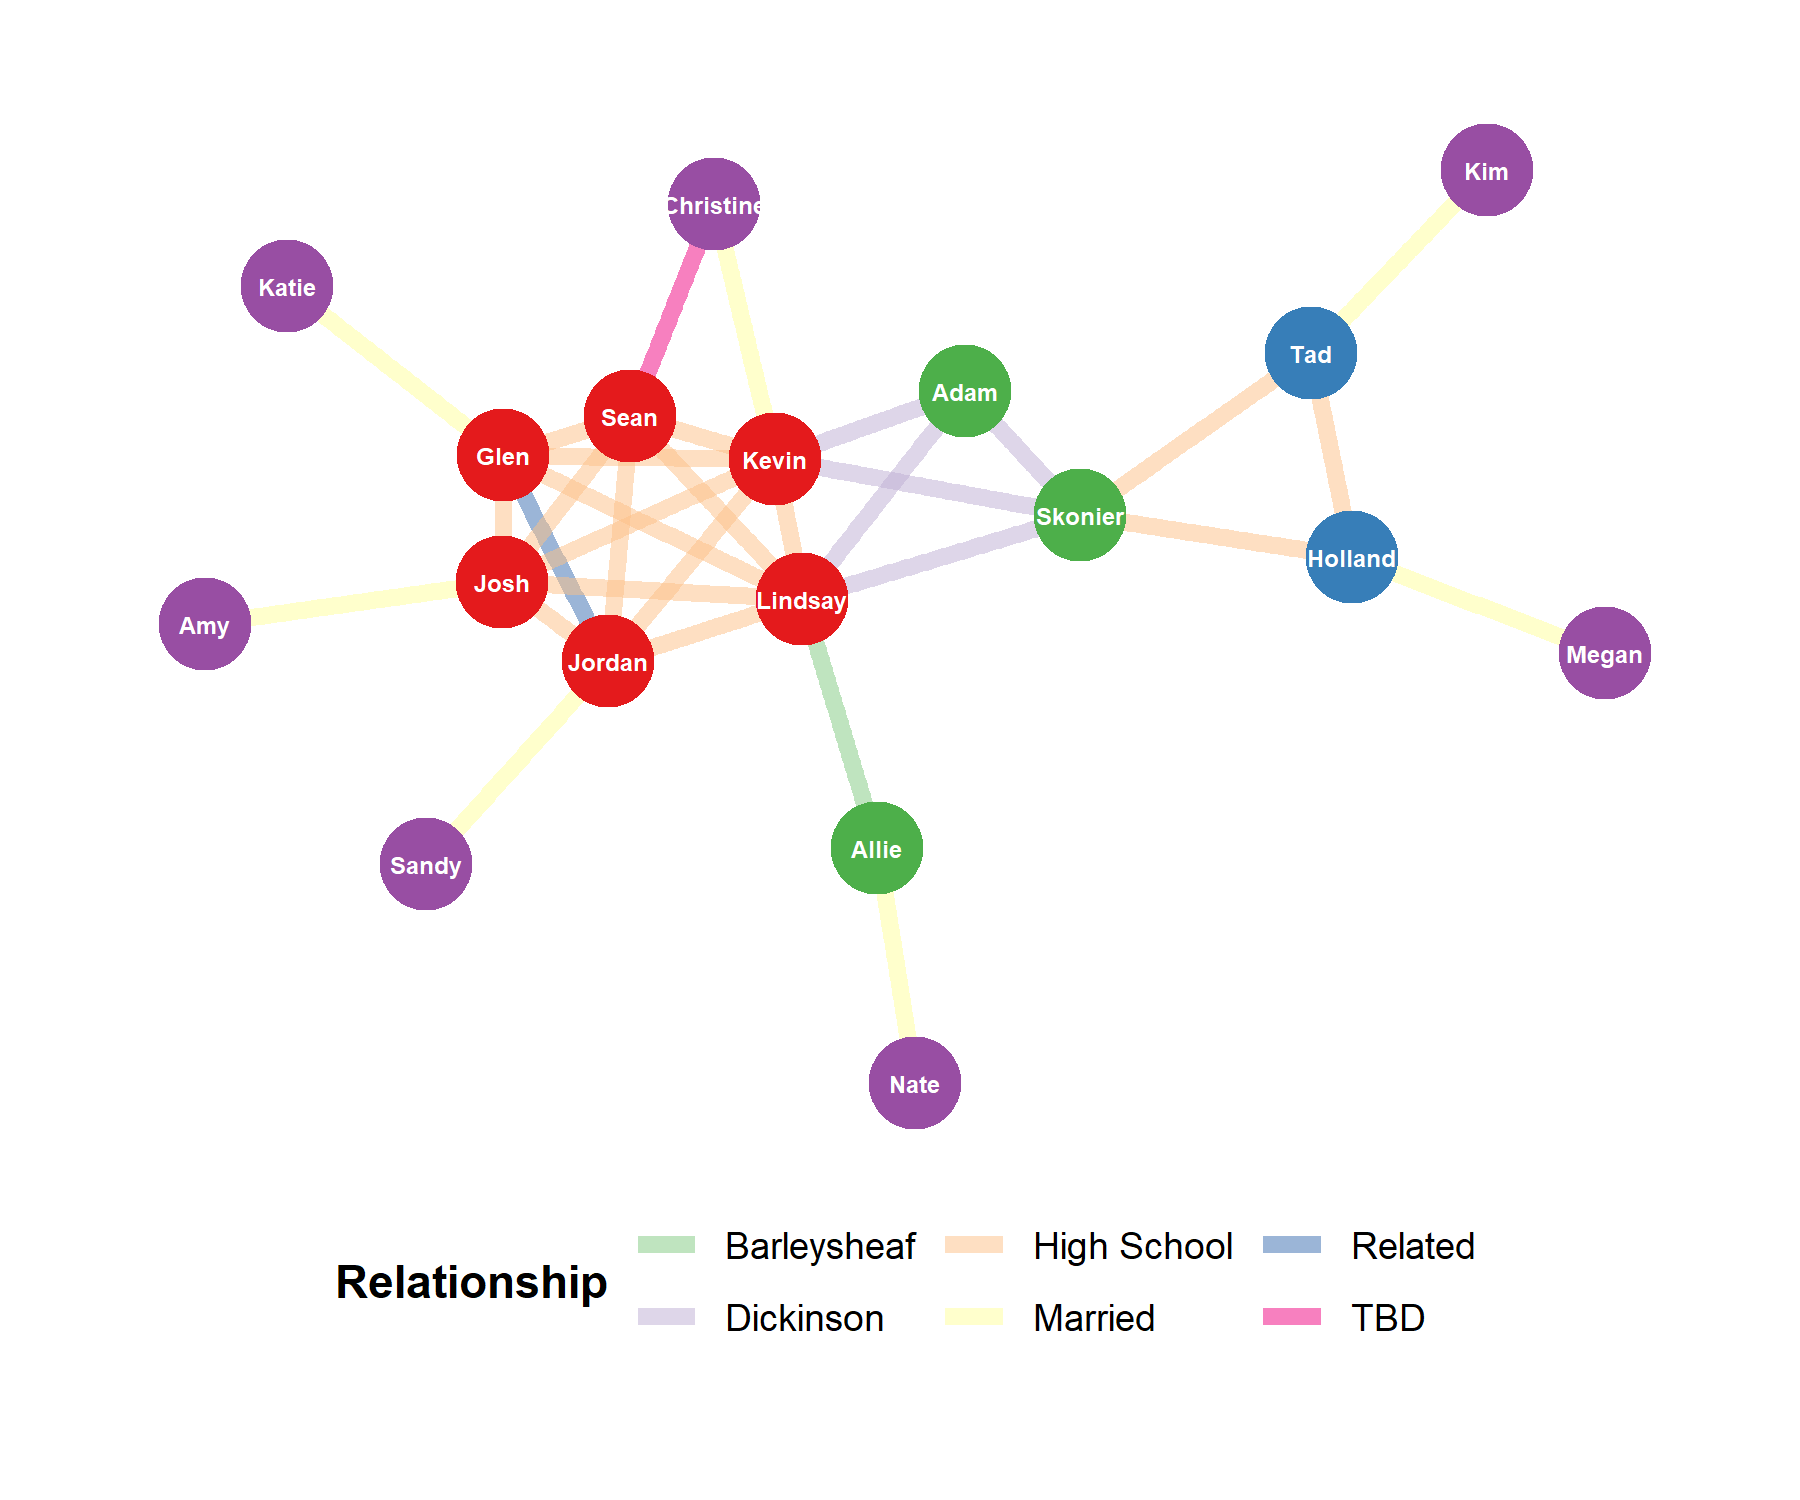 Kim
Christine
Katie
Tad
Adam
Sean
Glen
Kevin
Skonier
Holland
Josh
Lindsay
Amy
Megan
Jordan
Allie
Sandy
Nate
Relationship
Barleysheaf
High School
Related
Dickinson
Married
TBD